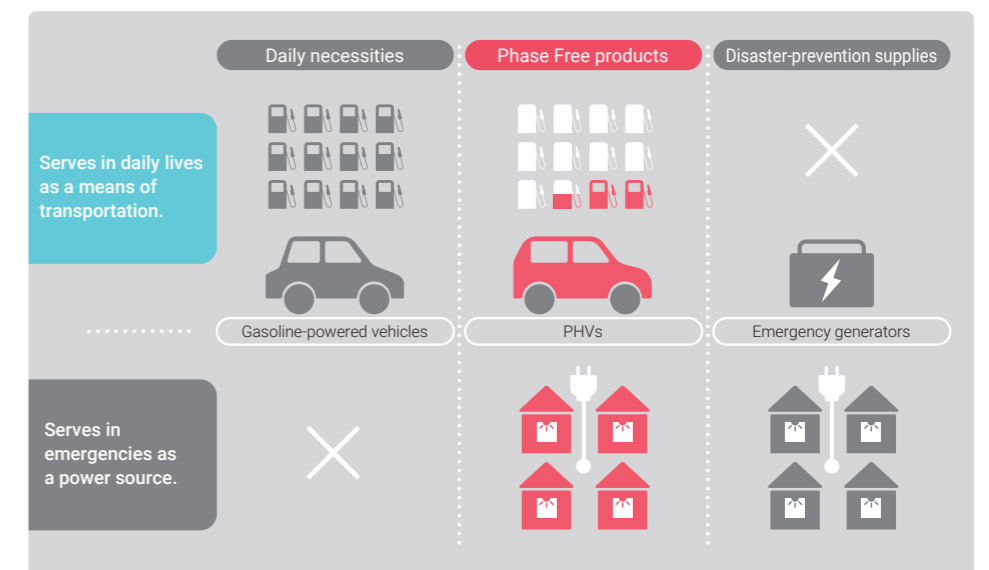 Daily necessities
Phase Free products
Disaster-prevention supplies
Serves in daily lives
as a means of
transportation.
Gasoline-powered vehicles
PHVs
Emergency generators
Serves in
emergencies as
a power source.